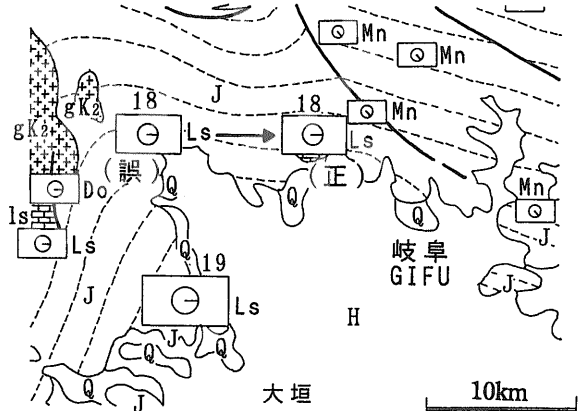 Mn
Mn
gK2
J
18
18
Mn
gK2
Ls
Ls
(誤)
(正)
Do
Q
Q
Q
Mn
ls
Ls
岐阜
GIFU
J
Q
J
19
J
Ls
H
J
Q
Q
Q
J
大垣
10km